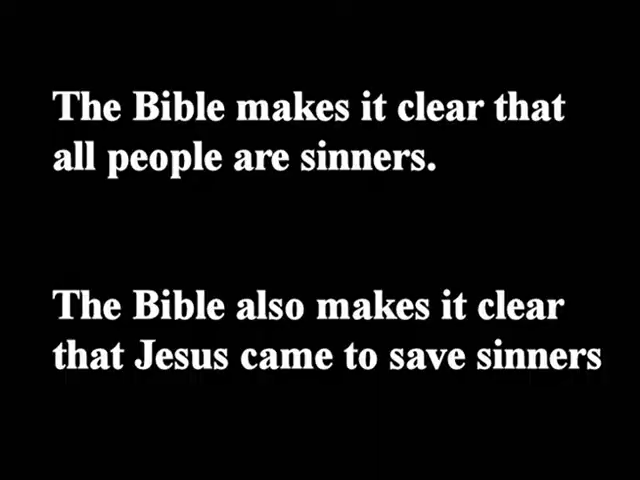 The Bible makes it clear that
all people are sinners.
The Bible also makes it clear
that Jesus came to save sinners